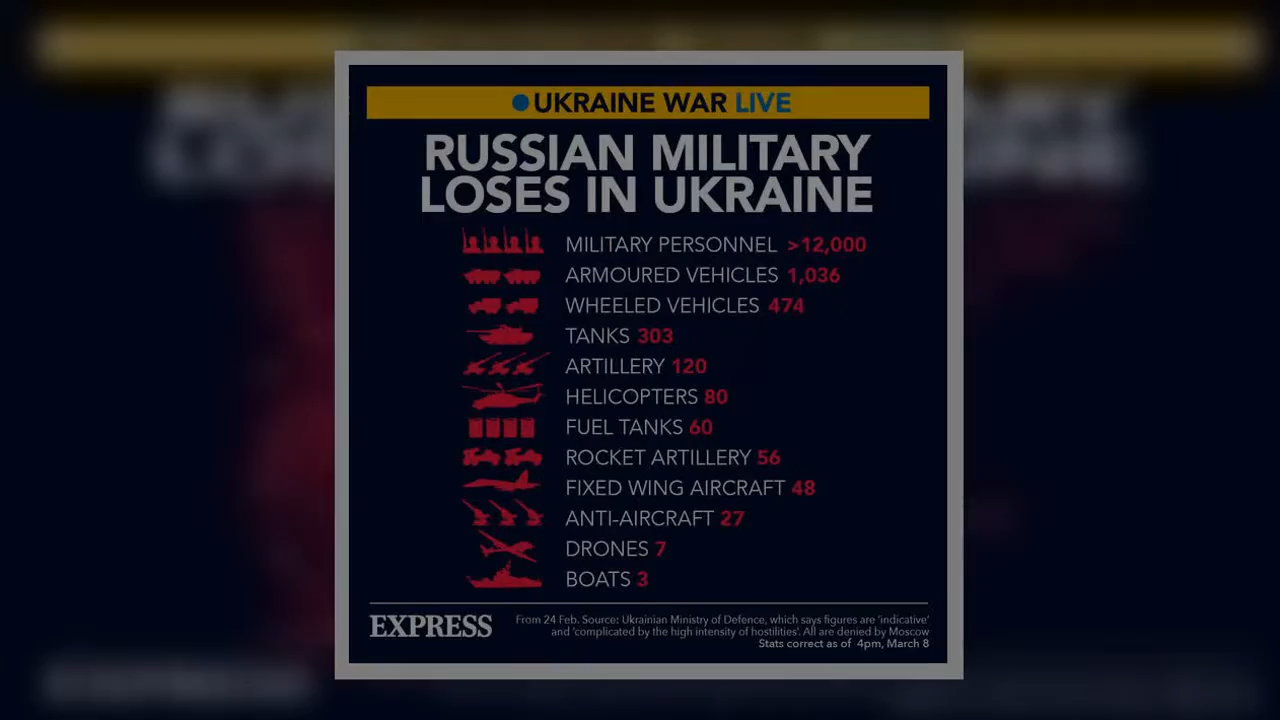 UKRAINE WAR LIVE
RUSSIAN MILITARY
LOSES IN UKRAINE
MILITARY PERSONNEL >12,000
ARMOURED VEHICLES 1,036
WHEELED VEHICLES 474
TANKS 303
ARTILLERY 120
HELICOPTERS 80
FUEL TANKS 60
ROCKET ARTILLERY 56
FIXED WING AIRCRAFT 48
ANTI-AIRCRAFT 27
DRONES 7
BOATS 3
EXPRESS
From 24 Feb. Source: Ukrainian Ministry of Defence, which says figures are 'indicative'
and 'complicated by the high intensity of hostilities'. All are denied by Moscow
Stats correct as of 4pm, March 8